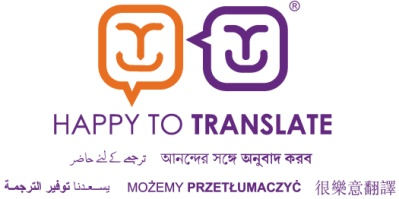 ®
HAPPY TO TRANSLATE
ترجمے کے لئے حاضر আনন্দের সঙ্গে অনুবাদ করব
يسعدنا توفير الترجمة MOŻEMY PRZETŁUMACZYĆ 很樂意翻譯